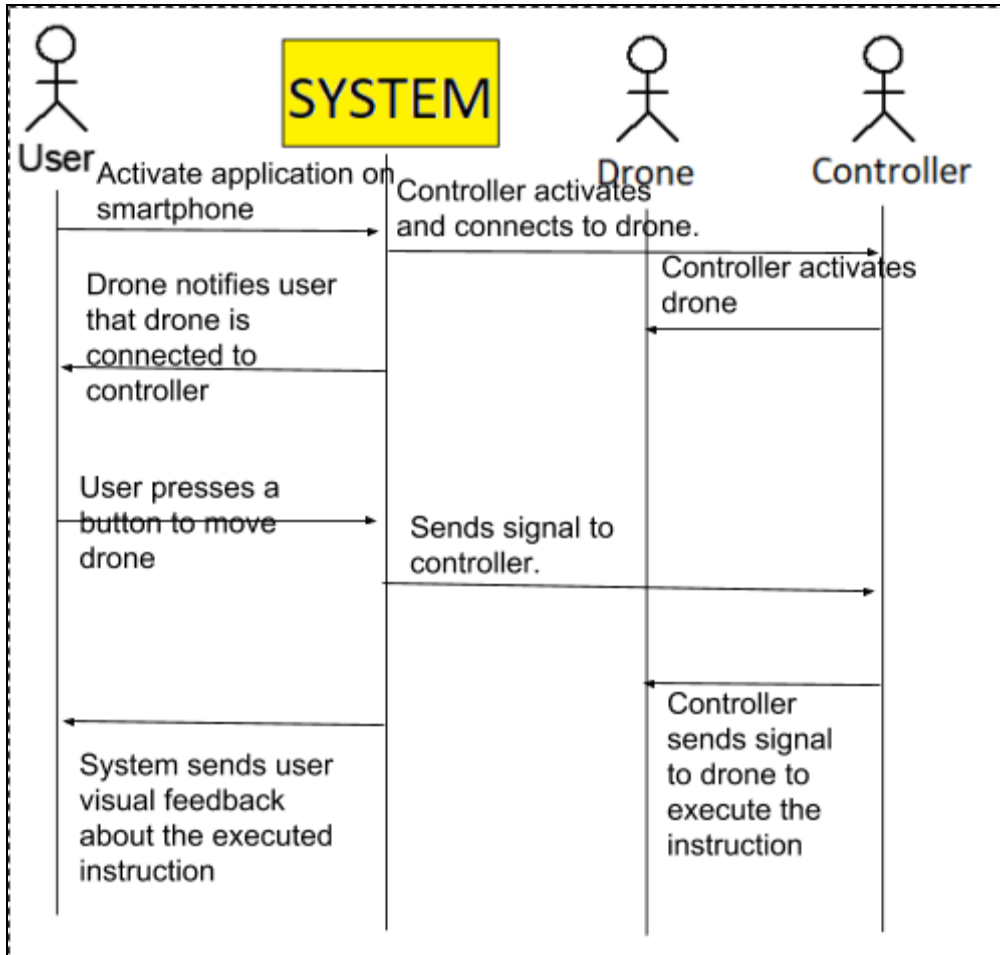 SYSTEM
User
Drone
Controller
Activate application on
smartphone
Controller activates
and connects to drone.
Controller activates
drone
Drone notifies user
that drone is
connected to
controller
User presses a
button to move
drone
Sends signal to
controller.
Controller
sends signal
to drone to
execute the
instruction
System sends user
visual feedback
about the executed
instruction